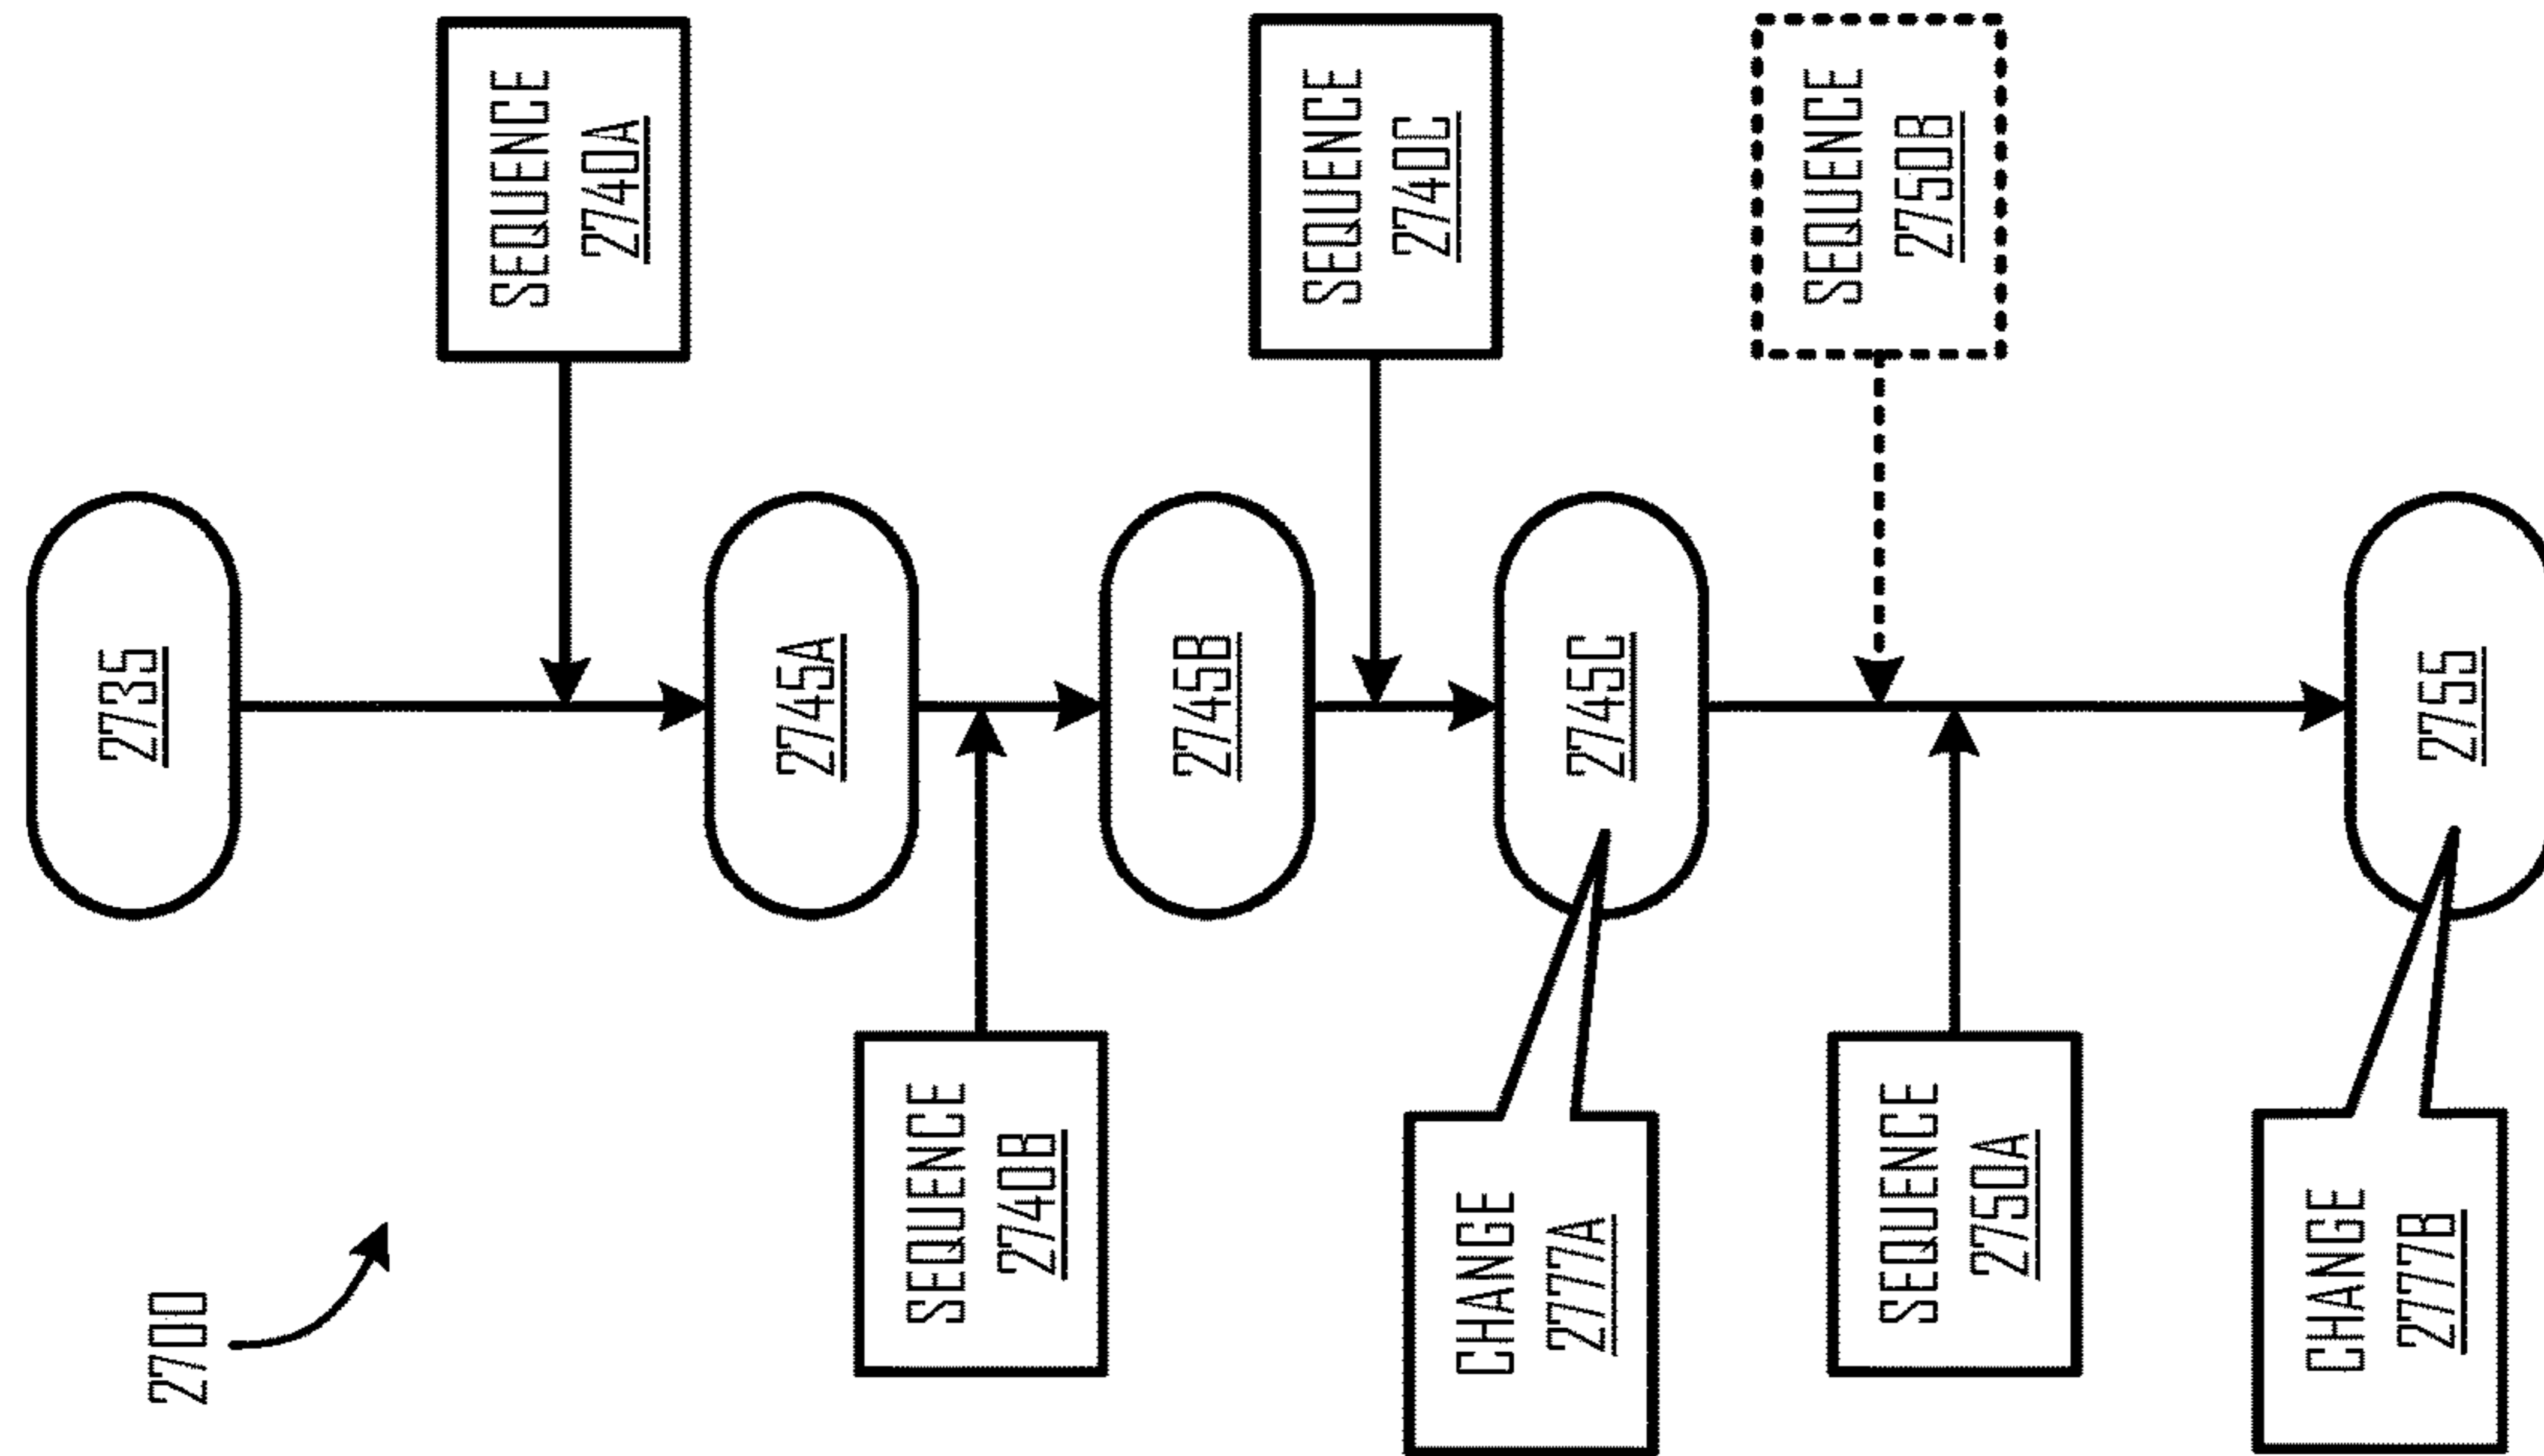 2700
2735
SEQUENCE
2740A
2745A
SEQUENCE
2740B
2745B
SEQUENCE
2740C
CHANGE
2777A
2745C
SEQUENCE
2750B
SEQUENCE
2750A
CHANGE
2777B
2755